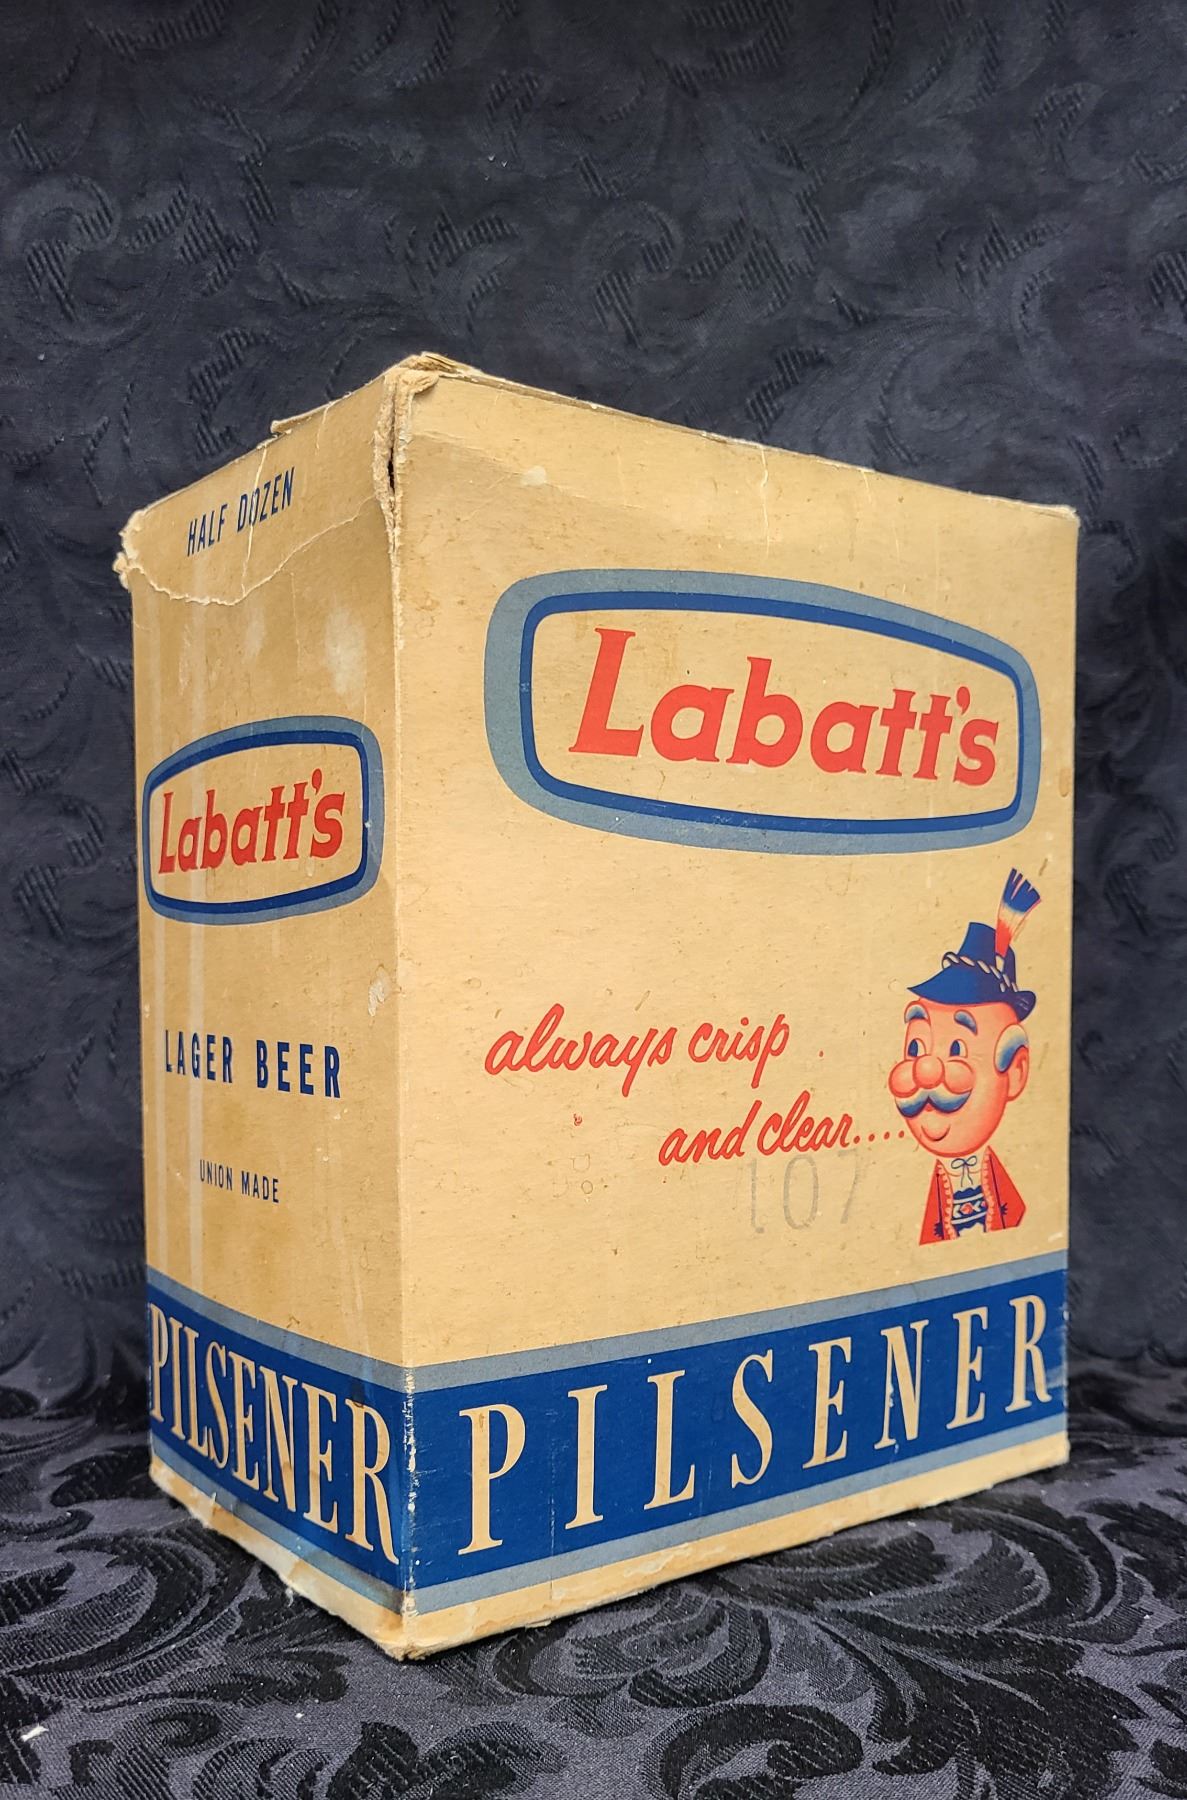 HALF DOZEN
Labatt's
LAGER BEER
UNION MADE
PILSENER
Labatt's
always crisp
and clear....
107
PILSENER